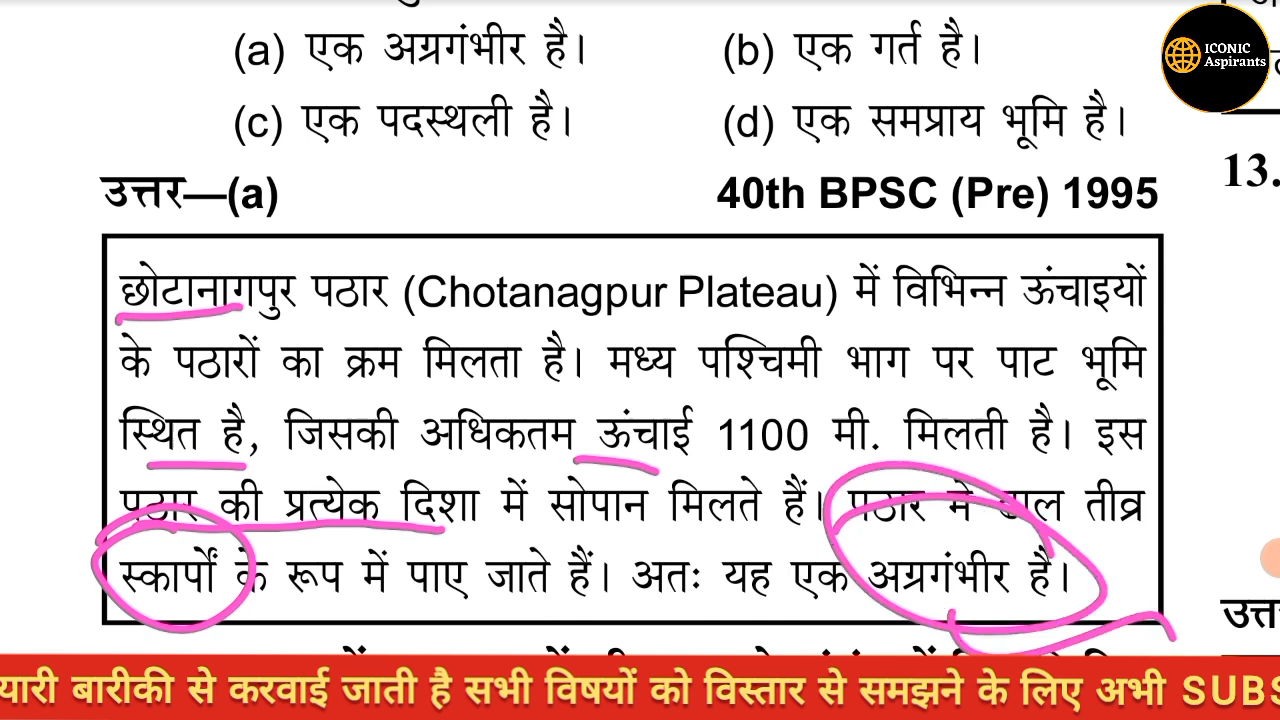 (a) एक अग्रगंभीर है। (b) एक गर्त है।
(c) एक पदस्थली है। (d) एक समप्राय भूमि है।
उत्तर—(a) 40th BPSC (Pre) 1995
छोटानागपुर पठार (Chotanagpur Plateau) में विभिन्न ऊंचाइयों
के पठारों का क्रम मिलता है। मध्य पश्चिमी भाग पर पाट भूमि
स्थित है, जिसकी अधिकतम ऊंचाई 1100 मी. मिलती है। इस
पठार की प्रत्येक दिशा में सोपान मिलते हैं। पठार में ढाल तीव्र
स्कार्पों के रूप में पाए जाते हैं। अतः यह एक अग्रगंभीर है।
ICONIC
Aspirants
13.
उत्त
यारी बारीकी से करवाई जाती है सभी विषयों को विस्तार से समझने के लिए अभी SUBS